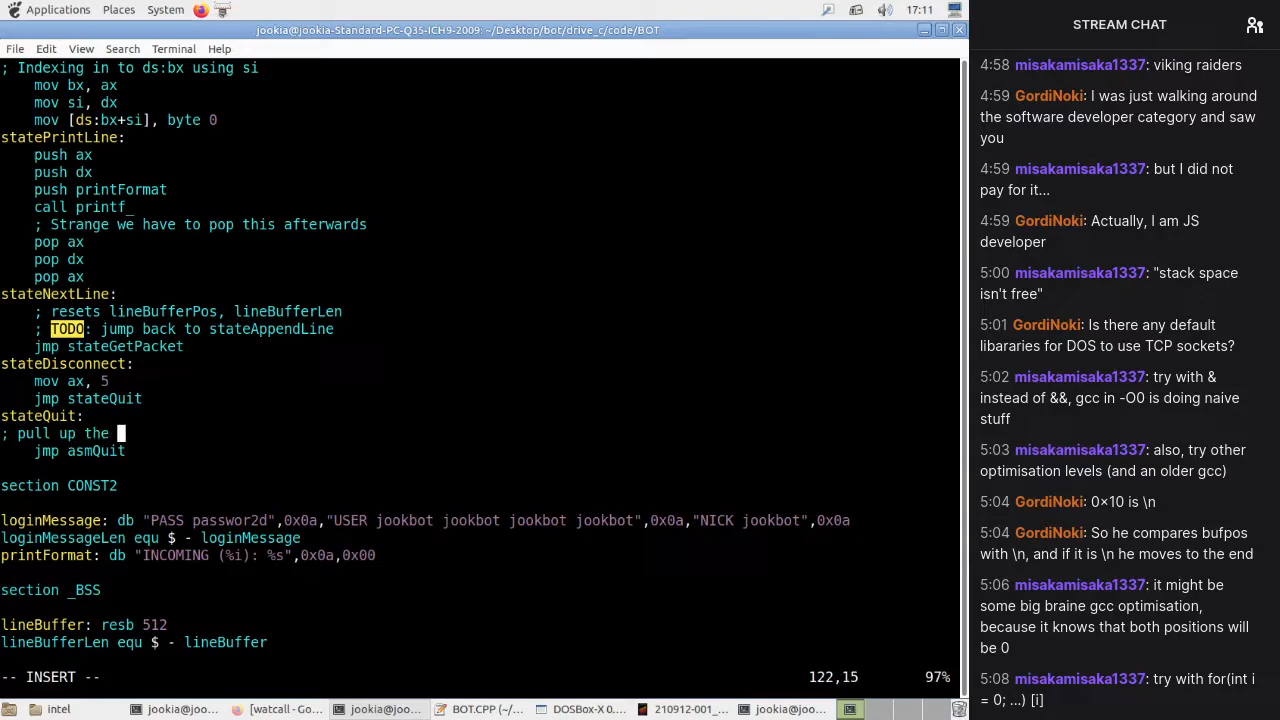 Applications Places System 17:11
jookia@jookia-Standard-PC-Q35-ICH9-2009: ~/Desktop/bot/drive_c/code/BOT
File Edit View Search Terminal Help
; Indexing in to ds:bx using si
mov bx, ax
mov si, dx
mov [ds:bx+si], byte 0
statePrintLine:
push ax
push dx
push printFormat
call printf_
; Strange we have to pop this afterwards
pop ax
pop dx
pop ax
stateNextLine:
; resets lineBufferPos, lineBufferLen
; TODO: jump back to stateAppendLine
jmp stateGetPacket
stateDisconnect:
mov ax, 5
jmp stateQuit
stateQuit:
; pull up the
jmp asmQuit
section CONST2
loginMessage: db "PASS passwor2d",0x0a,"USER jookbot jookbot jookbot jookbot",0x0a,"NICK jookbot",0x0a
loginMessageLen equ $ - loginMessage
printFormat: db "INCOMING (%i): %s",0x0a,0x00
section _BSS
lineBuffer: resb 512
lineBufferLen equ $ - lineBuffer
-- INSERT -- 122,15 97%
intel jookia@joo... [watcall - Go... jookia@joo... BOT.CPP (~/... DOSBox-X 0.... 210912-001_... jookia@joo...
STREAM CHAT
4:58 misakamisaka1337: viking raiders
4:59 GordiNoki: I was just walking around
the software developer category and saw
you
4:59 misakamisaka1337: but I did not
pay for it...
4:59 GordiNoki: Actually, I am JS
developer
5:00 misakamisaka1337: "stack space
isn't free"
5:01 GordiNoki: Is there any default
libararies for DOS to use TCP sockets?
5:02 misakamisaka1337: try with &
instead of &&, gcc in -O0 is doing naive
stuff
5:03 misakamisaka1337: also, try other
optimisation levels (and an older gcc)
5:04 GordiNoki: 0x10 is \n
5:04 GordiNoki: So he compares bufpos
with \n, and if it is \n he moves to the end
5:06 misakamisaka1337: it might be
some big braine gcc optimisation,
because it knows that both positions will
be 0
5:08 misakamisaka1337: try with for(int i
= 0; ...) [i]